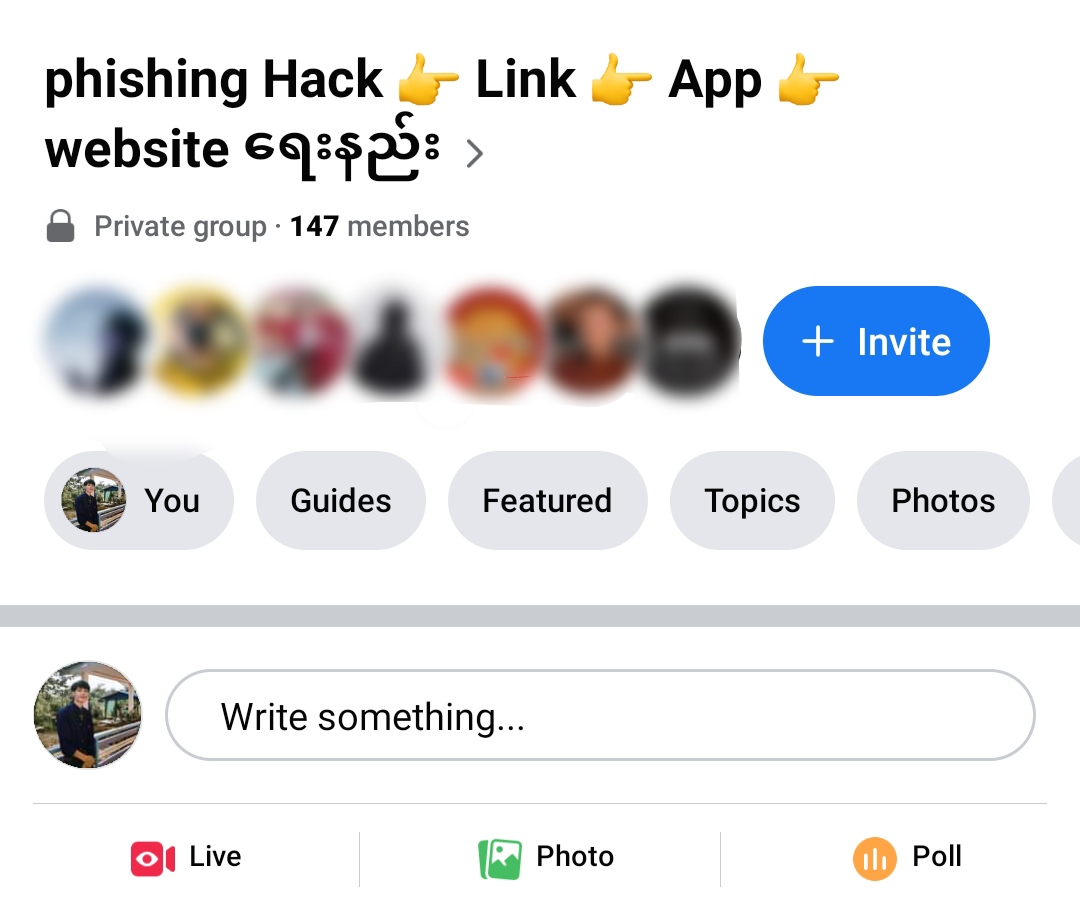 phishing Hack 👉 Link 👉 App 👉
website ရေးနည်း
Private group · 147 members
Invite
You
Guides
Featured
Topics
Photos
Write something...
Live
Photo
Poll